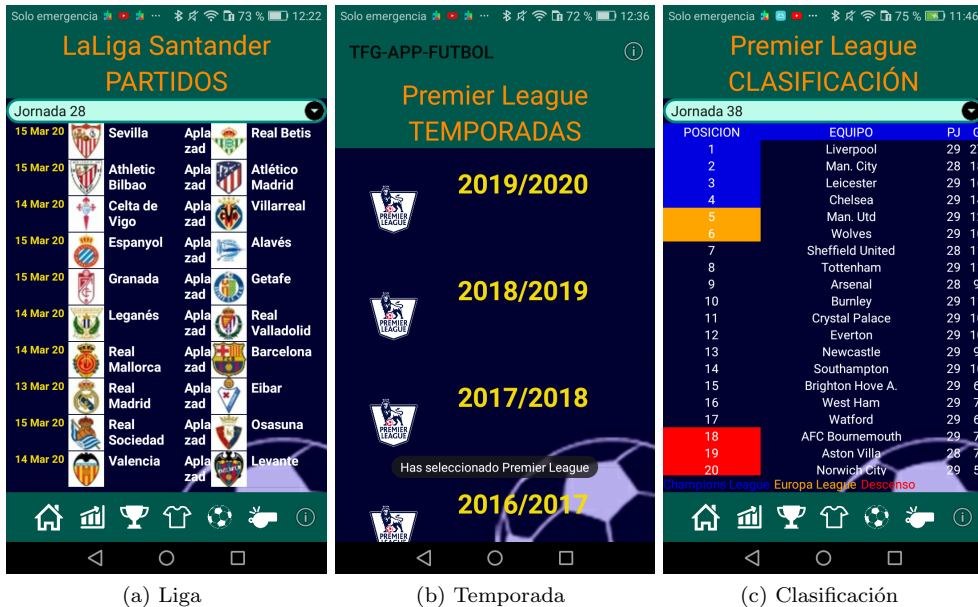 Solo emergencia 73 % 12:22
LaLiga Santander
PARTIDOS
Jornada 28
15 Mar 20 Sevilla Apla zad Real Betis
15 Mar 20 Athletic Bilbao Apla zad Atlético Madrid
14 Mar 20 Celta de Vigo Apla zad Villarreal
15 Mar 20 Espanyol Apla zad Alavés
15 Mar 20 Granada Apla zad Getafe
14 Mar 20 Leganés Apla zad Real Valladolid
14 Mar 20 Real Mallorca Apla zad Barcelona
13 Mar 20 Real Madrid Apla zad Eibar
15 Mar 20 Real Sociedad Apla zad Osasuna
14 Mar 20 Valencia Apla zad Levante
(a) Liga
Solo emergencia 72 % 12:36
TFG-APP-FUTBOL
Premier League
TEMPORADAS
2019/2020
PREMIER LEAGUE
2018/2019
PREMIER LEAGUE
2017/2018
PREMIER LEAGUE
Has seleccionado Premier League
2016/2017
PREMIER
(b) Temporada
Solo emergencia 75 % 11:46
Premier League
CLASIFICACIÓN
Jornada 38
POSICION EQUIPO PJ
1 Liverpool 29
2 Man. City 28
3 Leicester 29
4 Chelsea 29
5 Man. Utd 29
6 Wolves 29
7 Sheffield United 28
8 Tottenham 29
9 Arsenal 28
10 Burnley 29
11 Crystal Palace 29
12 Everton 29
13 Newcastle 29
14 Southampton 29
15 Brighton Hove A. 29
16 West Ham 29
17 Watford 29
18 AFC Bournemouth 29
19 Aston Villa 28
20 Norwich City 29
Champions League Europa League Descenso
(c) Clasificación